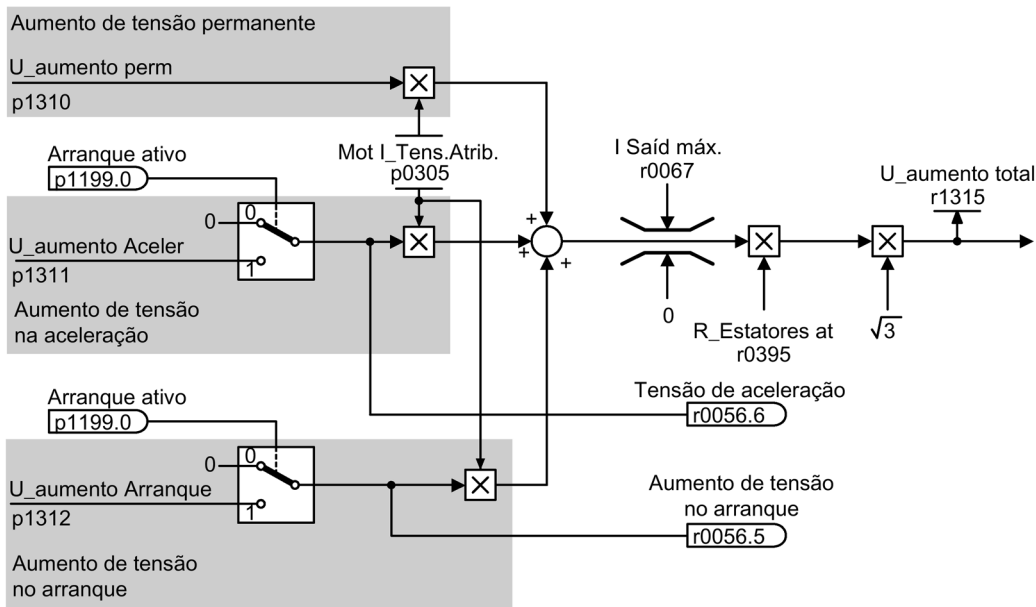 Aumento de tensão permanente
U_aumento perm
p1310
Arranque ativo
p1199.0
Mot I_Tens.Atrib.
p0305
I Saíd máx.
r0067
U_aumento total
r1315
0
0
U_aumento Aceler
p1311
1
Aumento de tensão
na aceleração
+
+
+
0
R_Estatores at
r0395
√3
Tensão de aceleração
r0056.6
Arranque ativo
p1199.0
0
0
U_aumento Arranque
p1312
1
Aumento de tensão
no arranque
r0056.5
Aumento de tensão
no arranque